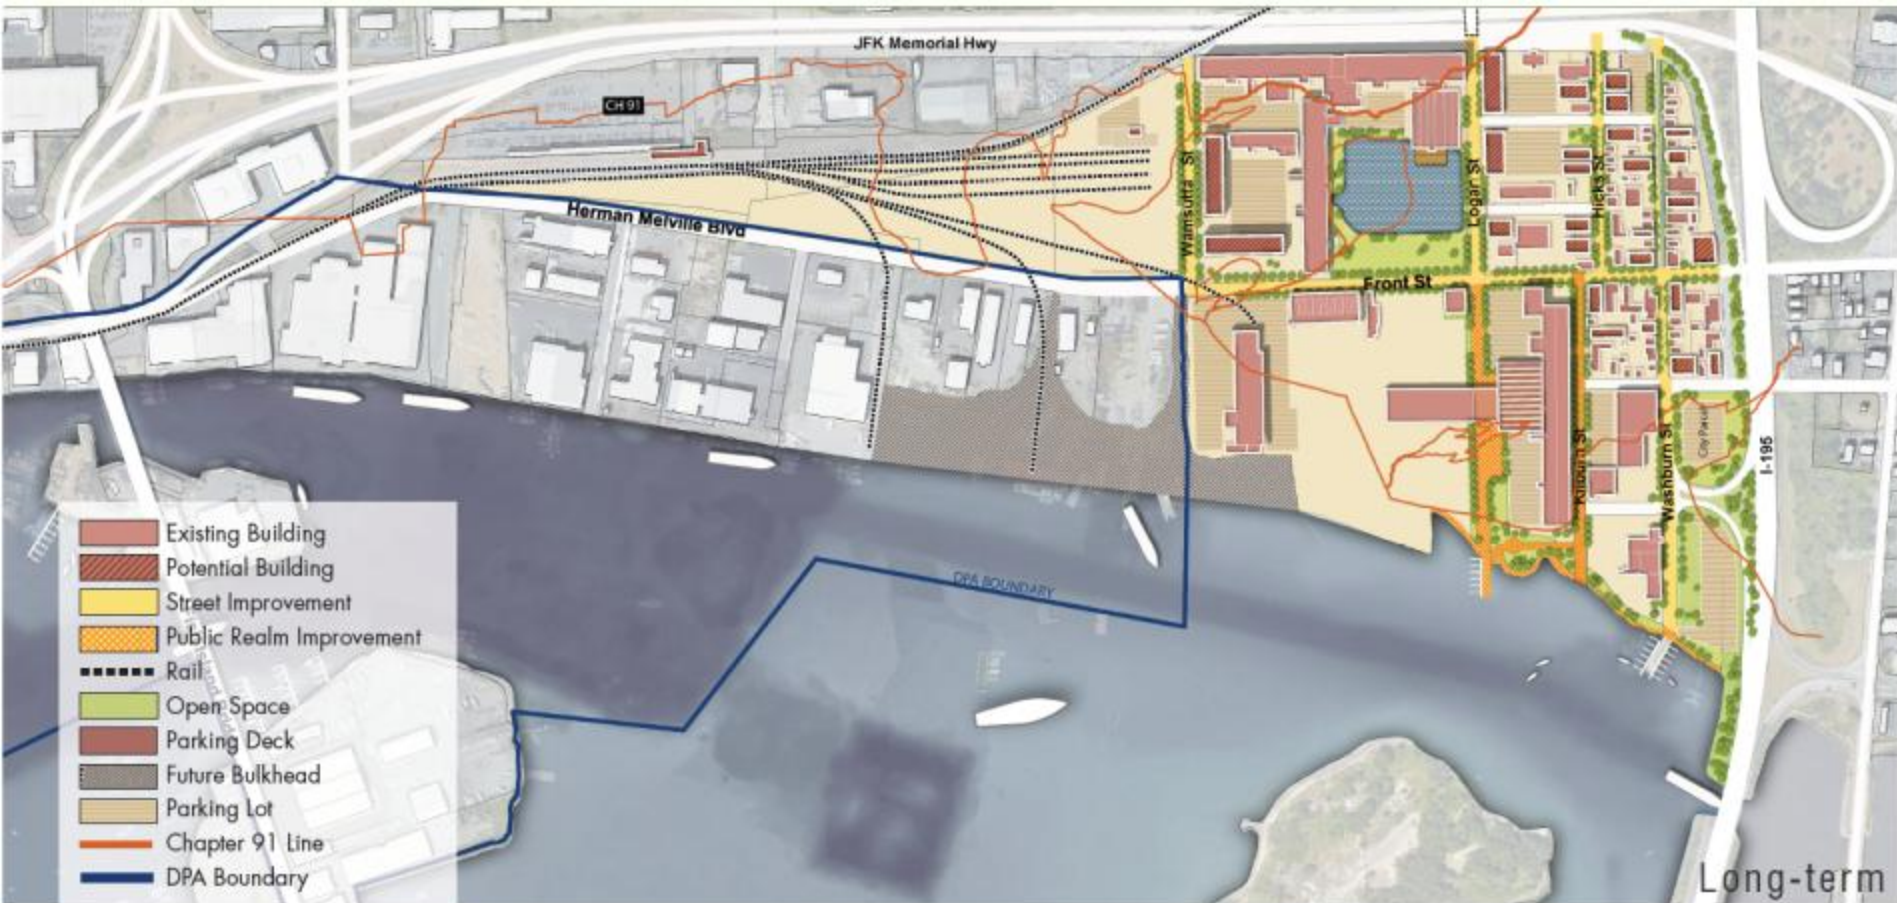 JFK Memorial Hwy
CH 91
Herman Melville Blvd
Wamsutta St
Logan St
Hicks St
Front St
City Parcel
Kilburn St
Washburn St
I-195
DPA BOUNDARY
Existing Building
Potential Building
Street Improvement
Public Realm Improvement
Rail
Open Space
Parking Deck
Future Bulkhead
Parking Lot
Chapter 91 Line
DPA Boundary
Long-term